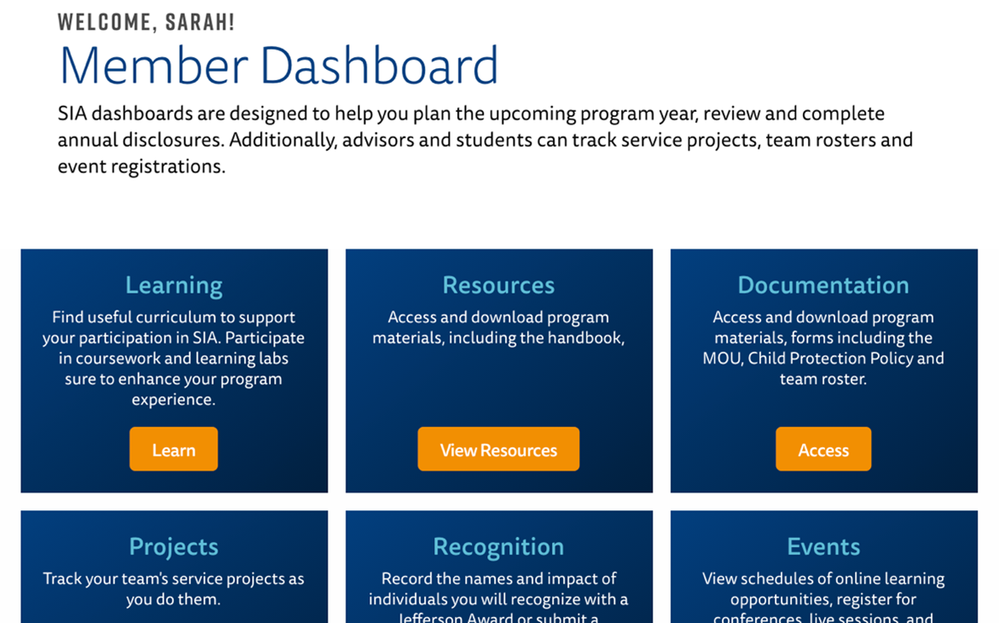 WELCOME, SARAH!
Member Dashboard
SIA dashboards are designed to help you plan the upcoming program year, review and complete
annual disclosures. Additionally, advisors and students can track service projects, team rosters and
event registrations.
Learning
Find useful curriculum to support
your participation in SIA. Participate
in coursework and learning labs
sure to enhance your program
experience.
Learn
Resources
Access and download program
materials, including the handbook,
View Resources
Documentation
Access and download program
materials, forms including the
MOU, Child Protection Policy and
team roster.
Access
Projects
Track your team's service projects as
you do them.
Recognition
Record the names and impact of
individuals you will recognize with a
Jefferson Award or submit a
Events
View schedules of online learning
opportunities, register for
conferences, live sessions, and